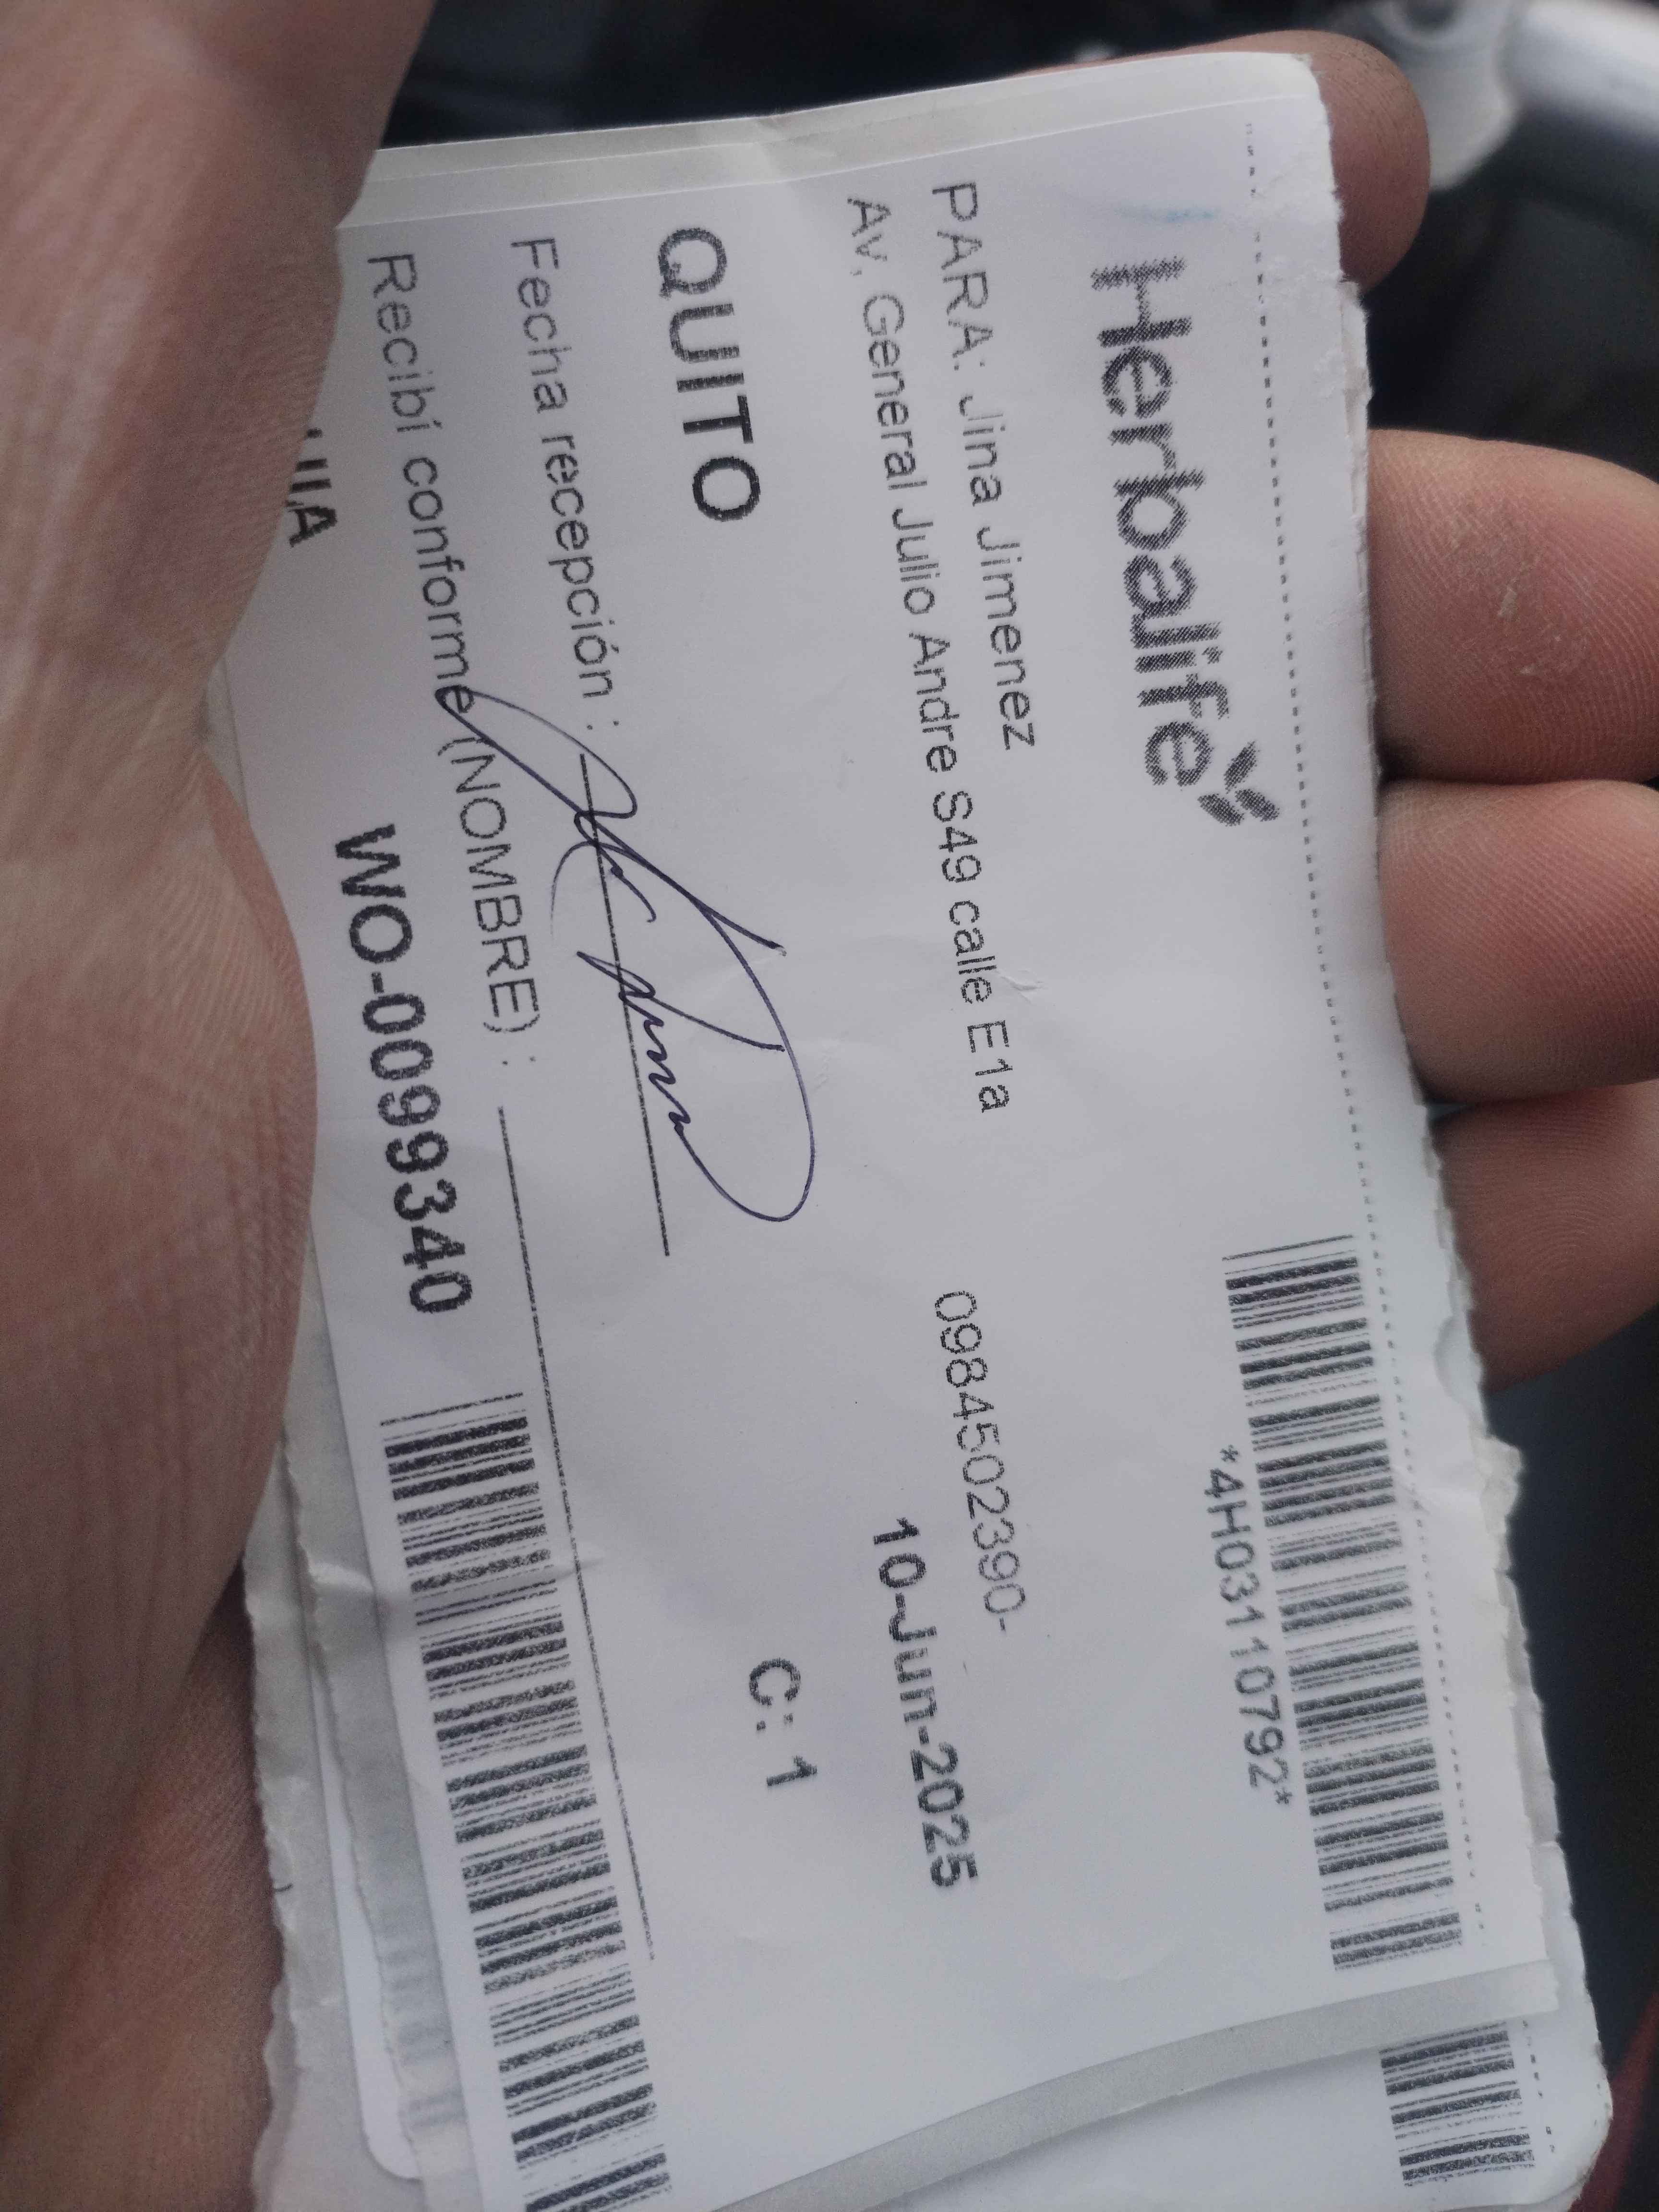 Herbalife
*4H03110792*
PARA: Jina Jimenez
0984502390-
Av, General Julio Andre S49 calle E1a
10-Jun-2025
QUITO
C: 1
Fecha recepción :
Recibí conforme (NOMBRE) :
WO-0099340